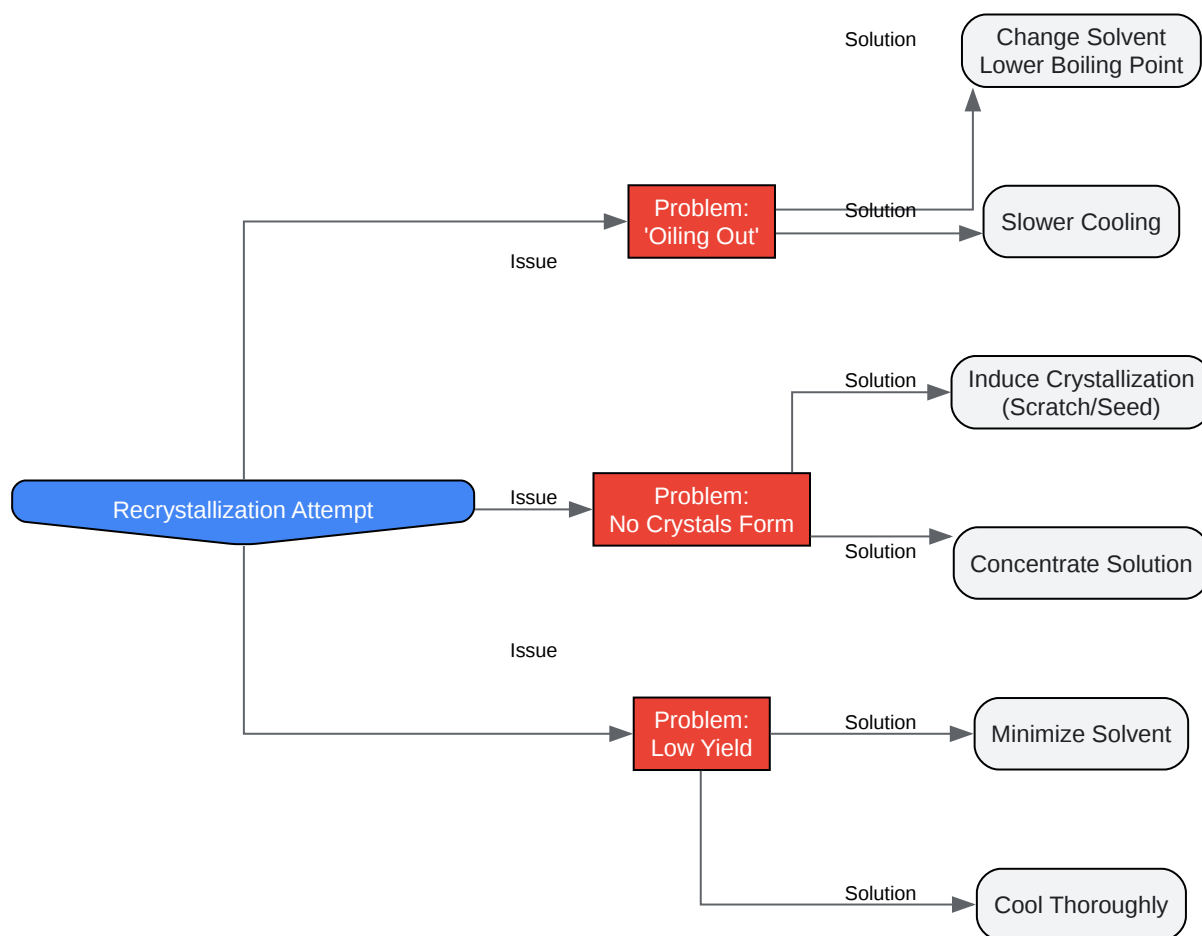 Solution
Change Solvent
Lower Boiling Point
Problem:
'Oiling Out'
Solution
Slower Cooling
Issue
Solution
Induce Crystallization
(Scratch/Seed)
Recrystallization Attempt
Issue
Problem:
No Crystals Form
Solution
Concentrate Solution
Issue
Problem:
Low Yield
Solution
Minimize Solvent
Solution
Cool Thoroughly